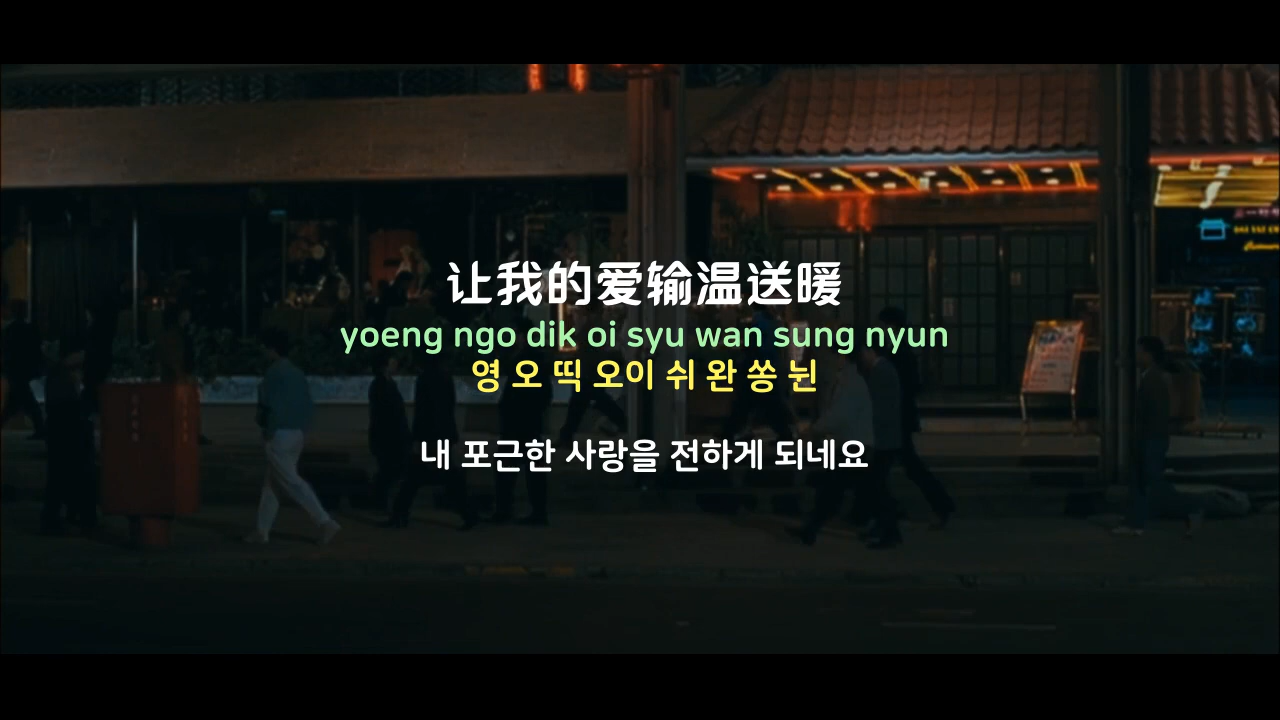 让我的爱输温送暖
yoeng ngo dik oi syu wan sung nyun
영 오 띡 오이 쉬 완 쏭 뉜
내 포근한 사랑을 전하게 되네요